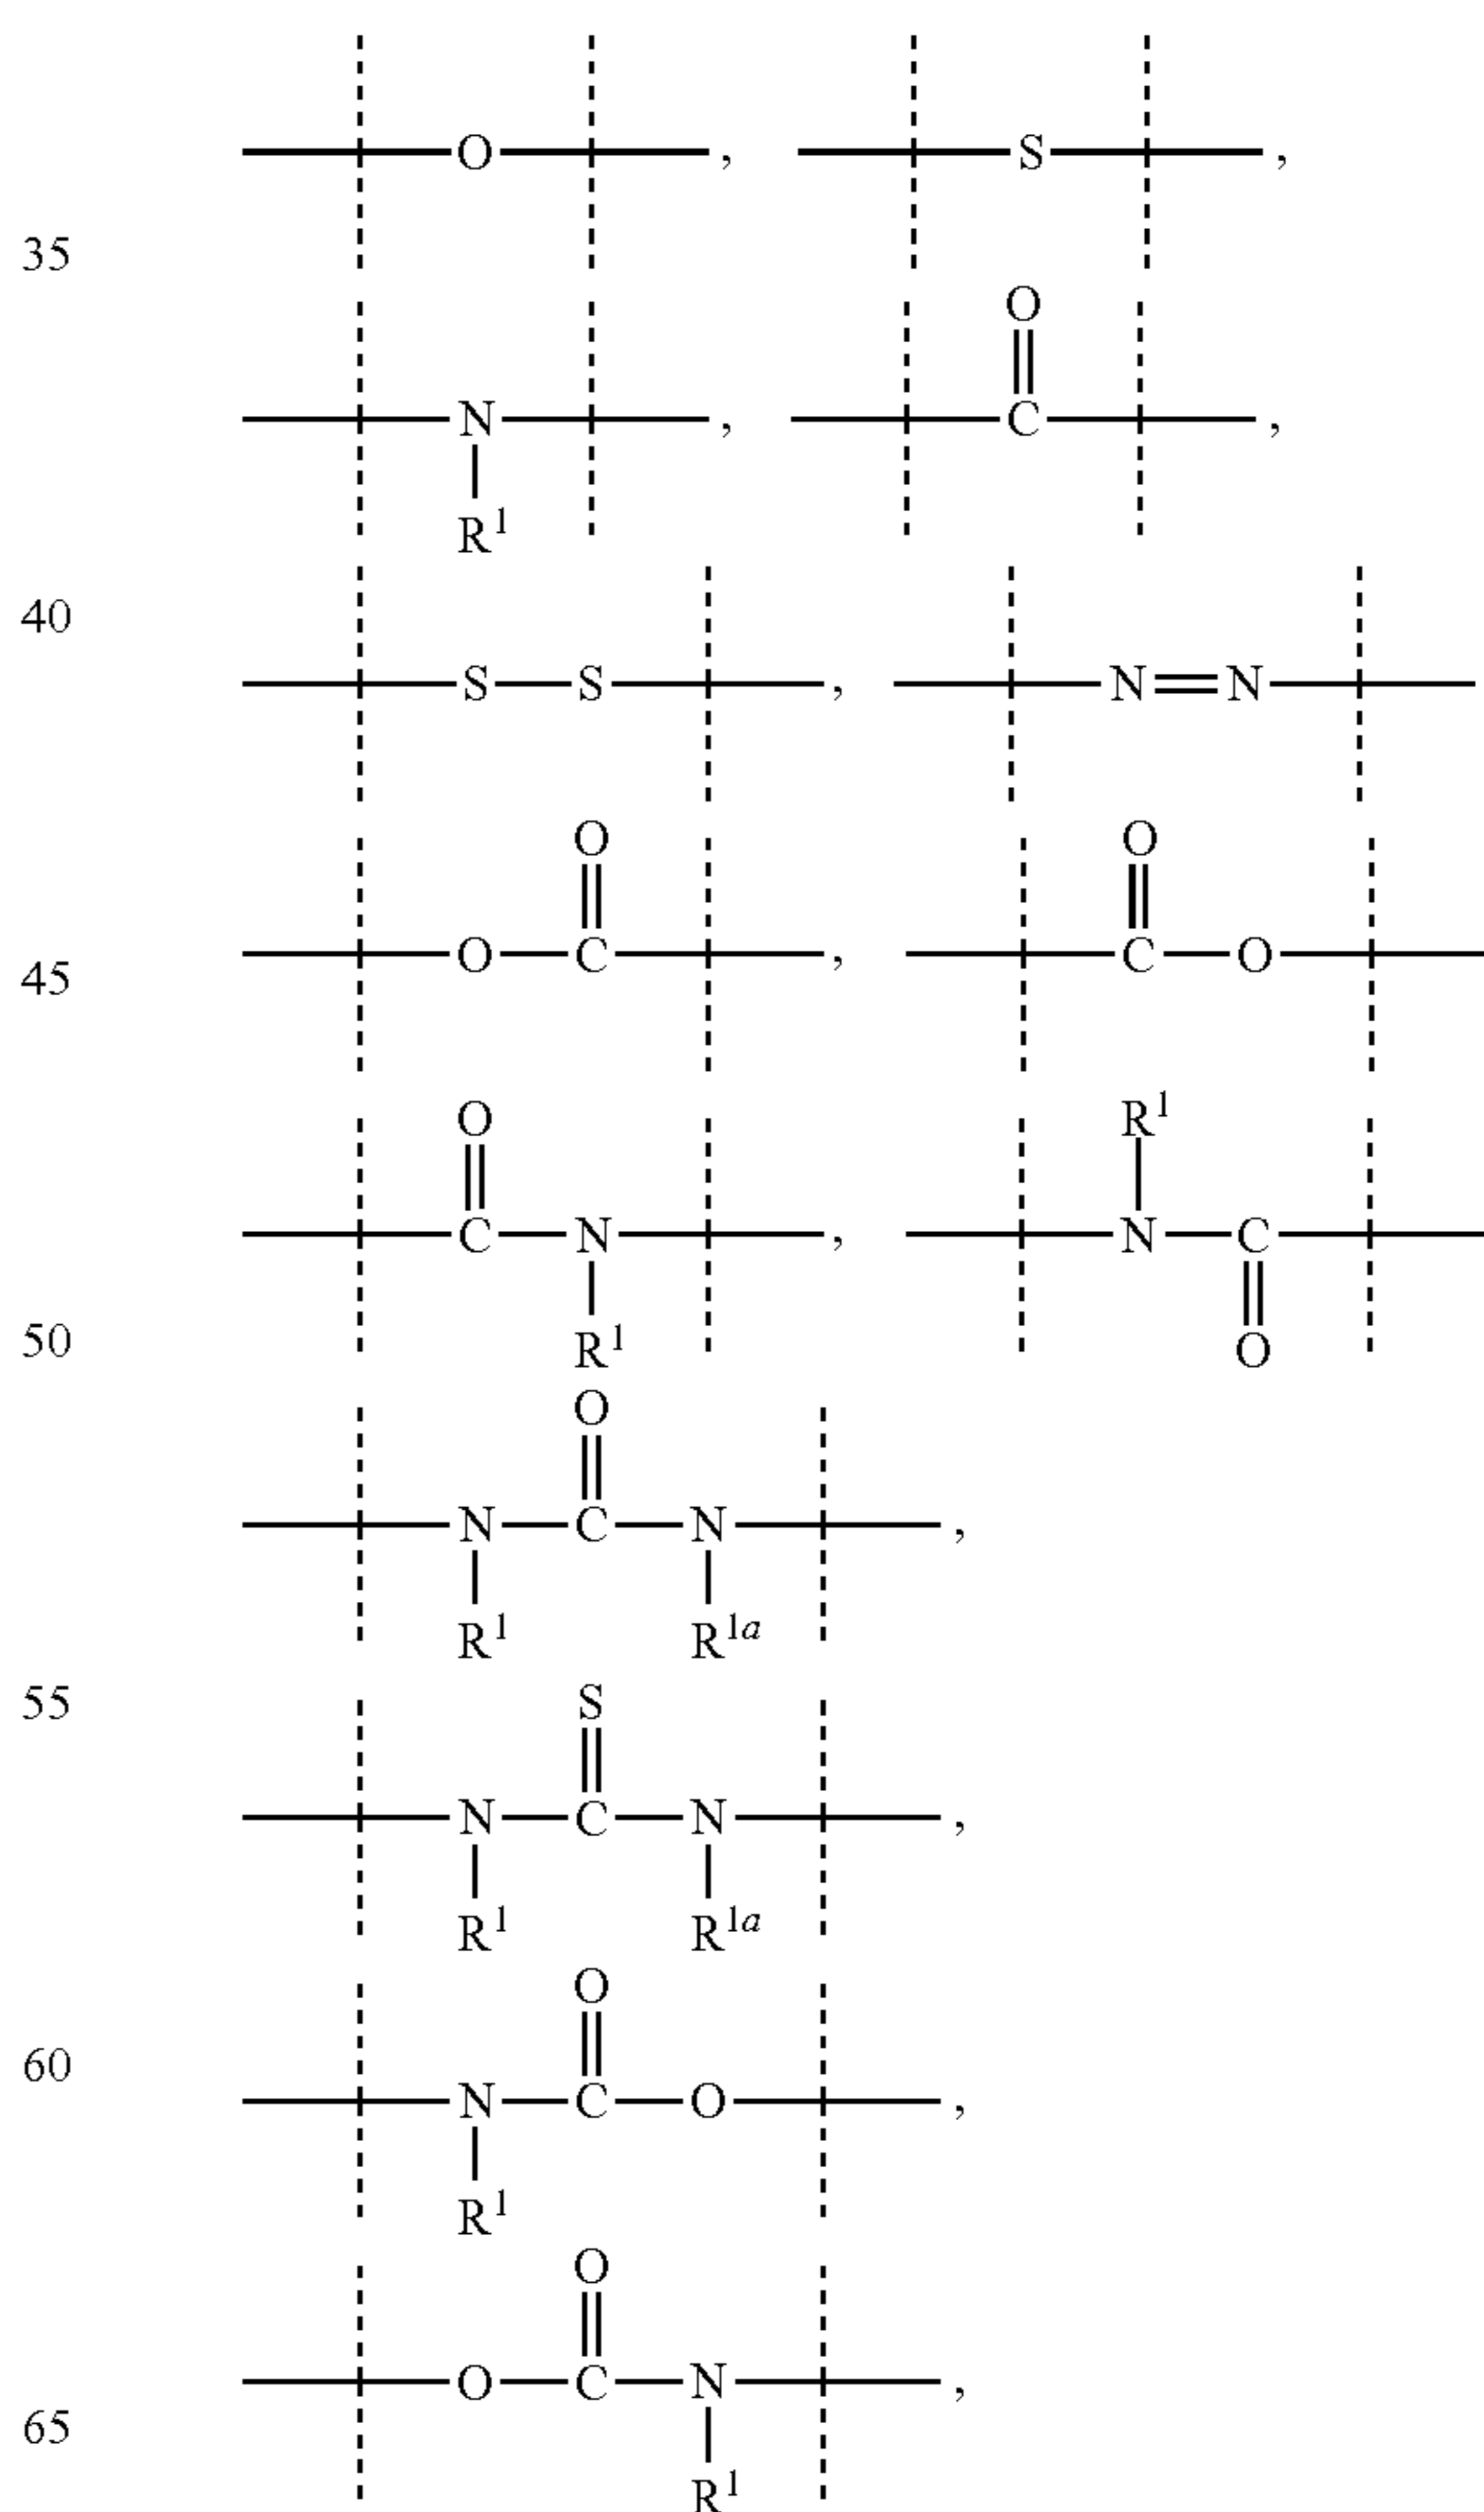 O , S ,
35
O
N , C ,
R1
40
S S , N N
O O
45
O C , C O
O R1
C N , N C
50
R1 O
O
N C N ,
R1 R1a
55
S
N C N ,
R1 R1a
O
60
N C O ,
R1
O
O C N ,
65
R1